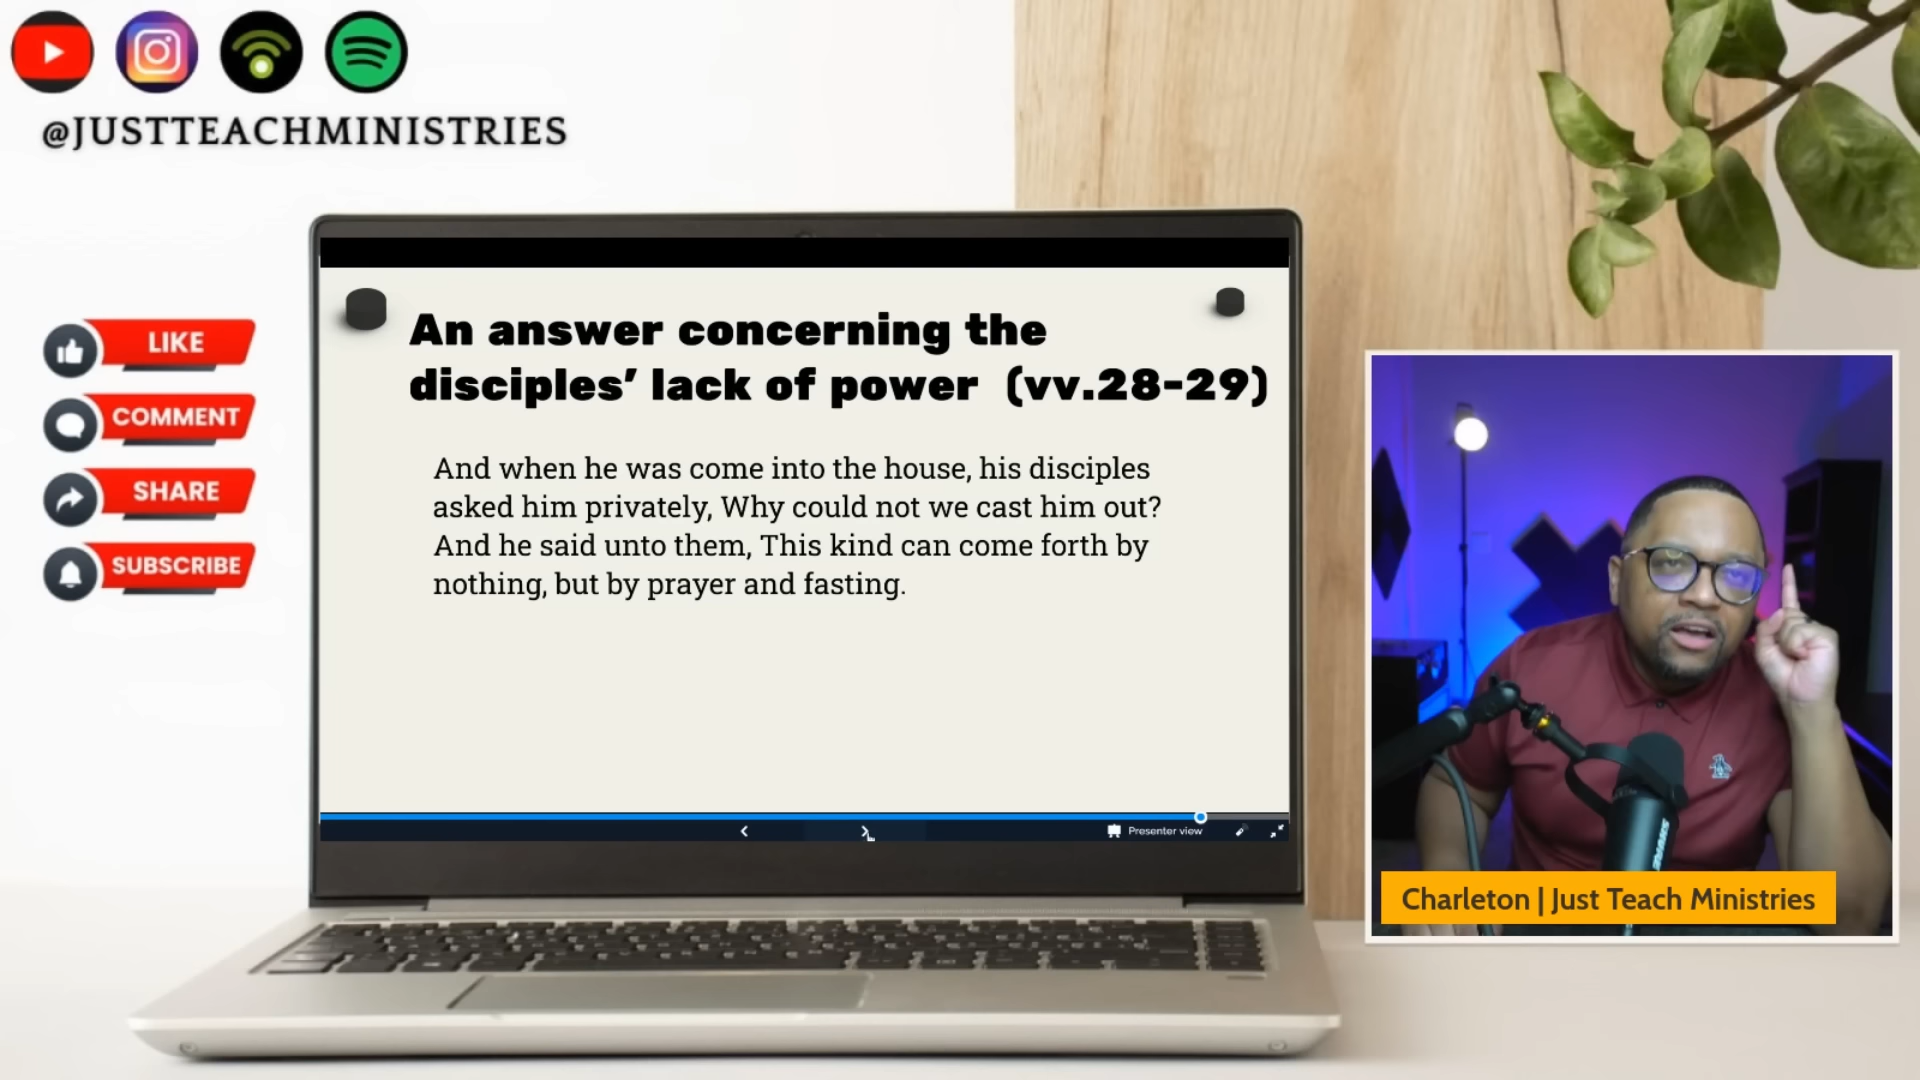 @JUSTTEACHMINISTRIES
LIKE
COMMENT
SHARE
SUBSCRIBE
An answer concerning the
disciples’ lack of power (vv.28-29)
And when he was come into the house, his disciples
asked him privately, Why could not we cast him out?
And he said unto them, This kind can come forth by
nothing, but by prayer and fasting.
Presenter view
SHURE
Charleton | Just Teach Ministries